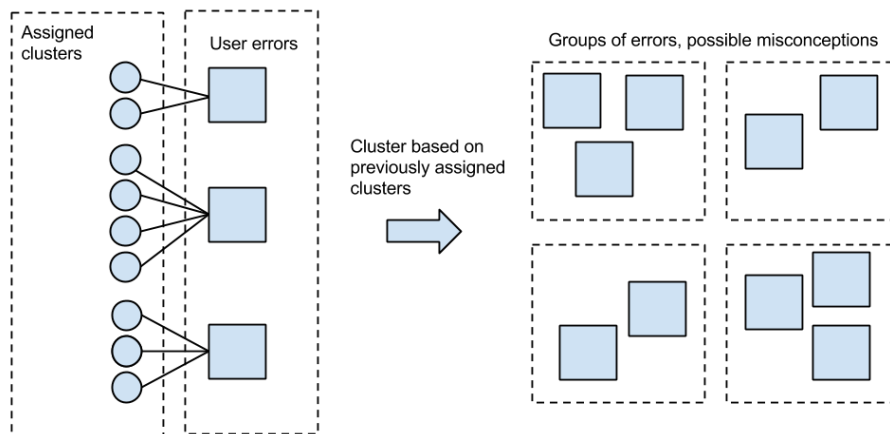 Assigned
clusters
User errors
Cluster based on
previously assigned
clusters
Groups of errors, possible misconceptions